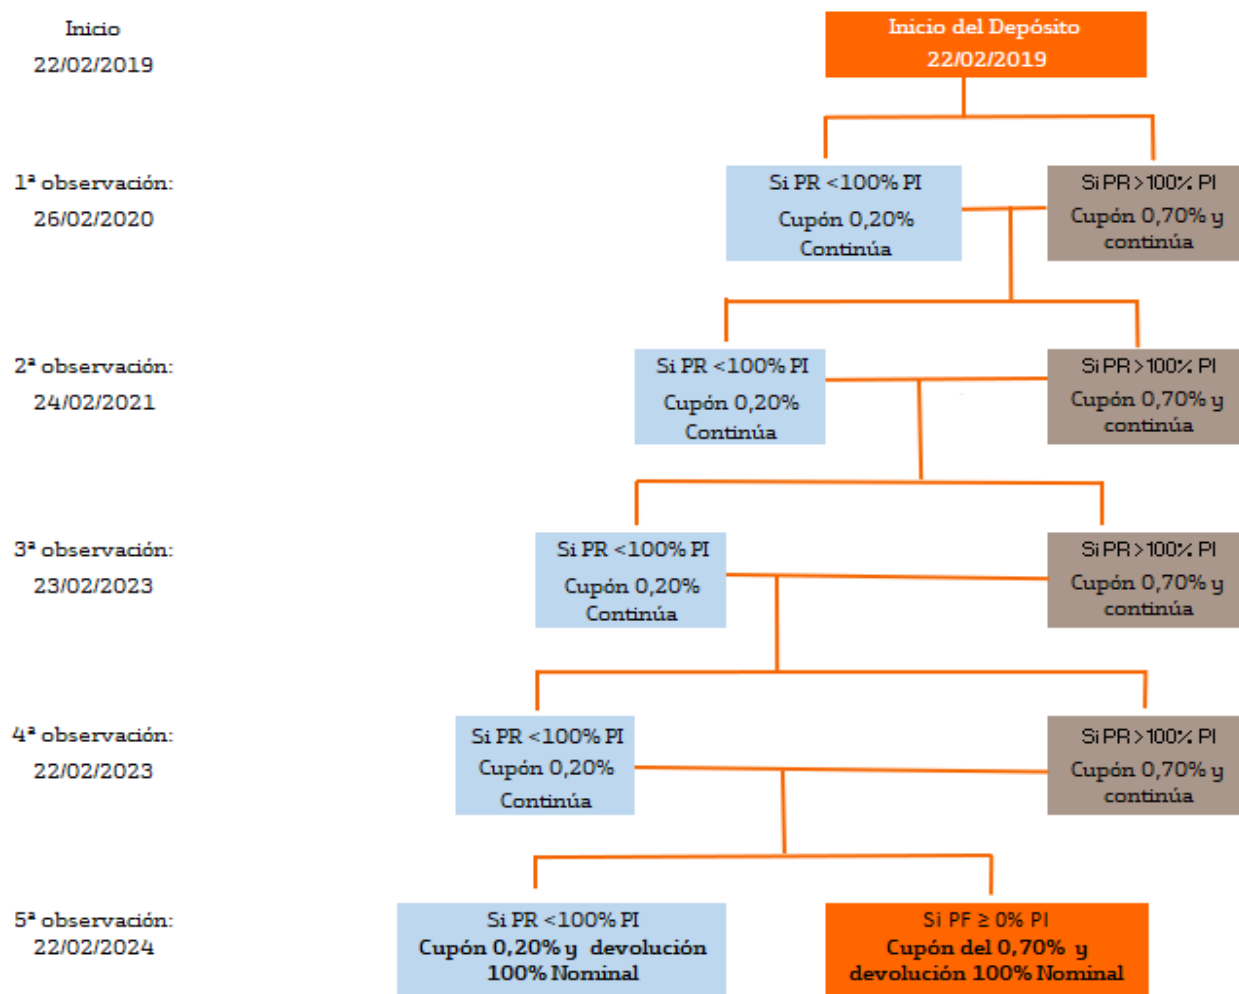 Inicio
22/02/2019
Inicio del Depósito
22/02/2019
1ª observación:
26/02/2020
Si PR <100% PI
Cupón 0,20%
Continúa
Si PR >100% PI
Cupón 0,70% y
continúa
2ª observación:
24/02/2021
Si PR <100% PI
Cupón 0,20%
Continúa
Si PR >100% PI
Cupón 0,70% y
continúa
3ª observación:
23/02/2023
Si PR <100% PI
Cupón 0,20%
Continúa
Si PR >100% PI
Cupón 0,70% y
continúa
4ª observación:
22/02/2023
Si PR <100% PI
Cupón 0,20%
Continúa
Si PR >100% PI
Cupón 0,70% y
continúa
5ª observación:
22/02/2024
Si PR <100% PI
Cupón 0,20% y devolución
100% Nominal
Si PF ≥ 0% PI
Cupón del 0,70% y
devolución 100% Nominal